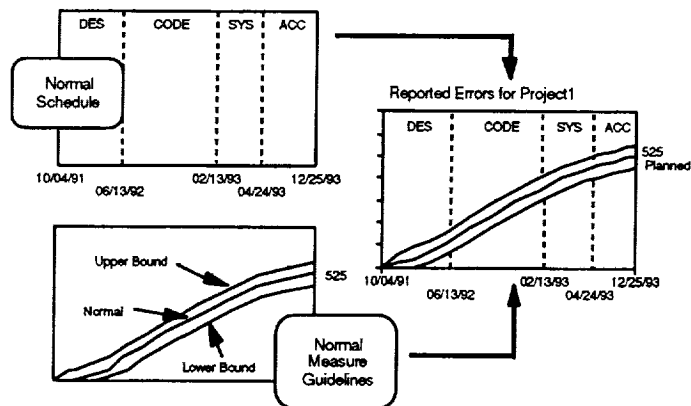 DES CODE SYS ACC
Normal
Schedule
10/04/91 06/13/92 02/13/93 04/24/93 12/25/93
Reported Errors for Project1
DES CODE SYS ACC
525
Planned
10/04/91 06/13/92 02/13/93 04/24/93 12/25/93
Upper Bound
Normal
Lower Bound
525
Normal
Measure
Guidelines